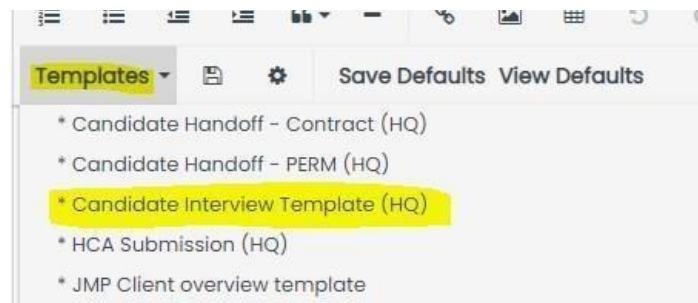 Templates Save Defaults View Defaults
* Candidate Handoff - Contract (HQ)
* Candidate Handoff - PERM (HQ)
* Candidate Interview Template (HQ)
* HCA Submission (HQ)
* JMP Client overview template